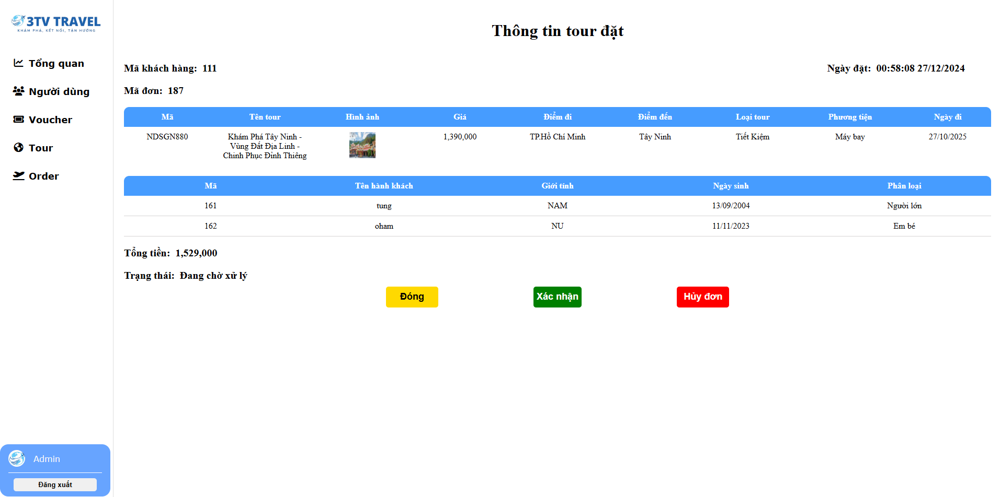 3TV TRAVEL
KHÁM PHÁ, KẾT NỐI, TẬN HƯỞNG
Tổng quan
Người dùng
Voucher
Tour
Order
Admin
Đăng xuất
Thông tin tour đặt
Mã khách hàng: 111
Ngày đặt: 00:58:08 27/12/2024
Mã đơn: 187
Mã Tên tour Hình ảnh Giá Điểm đi Điểm đến Loại tour Phương tiện Ngày đi
NDSGN880 Khám Phá Tây Ninh - 1,390,000 TP.Hồ Chí Minh Tây Ninh Tiết Kiệm Máy bay 27/10/2025
Vùng Đất Địa Linh -
Chinh Phục Đỉnh Thiêng
Mã Tên hành khách Giới tính Ngày sinh Phân loại
161 tung NAM 13/09/2004 Người lớn
162 oham NU 11/11/2023 Em bé
Tổng tiền: 1,529,000
Trạng thái: Đang chờ xử lý
Đóng Xác nhận Hủy đơn